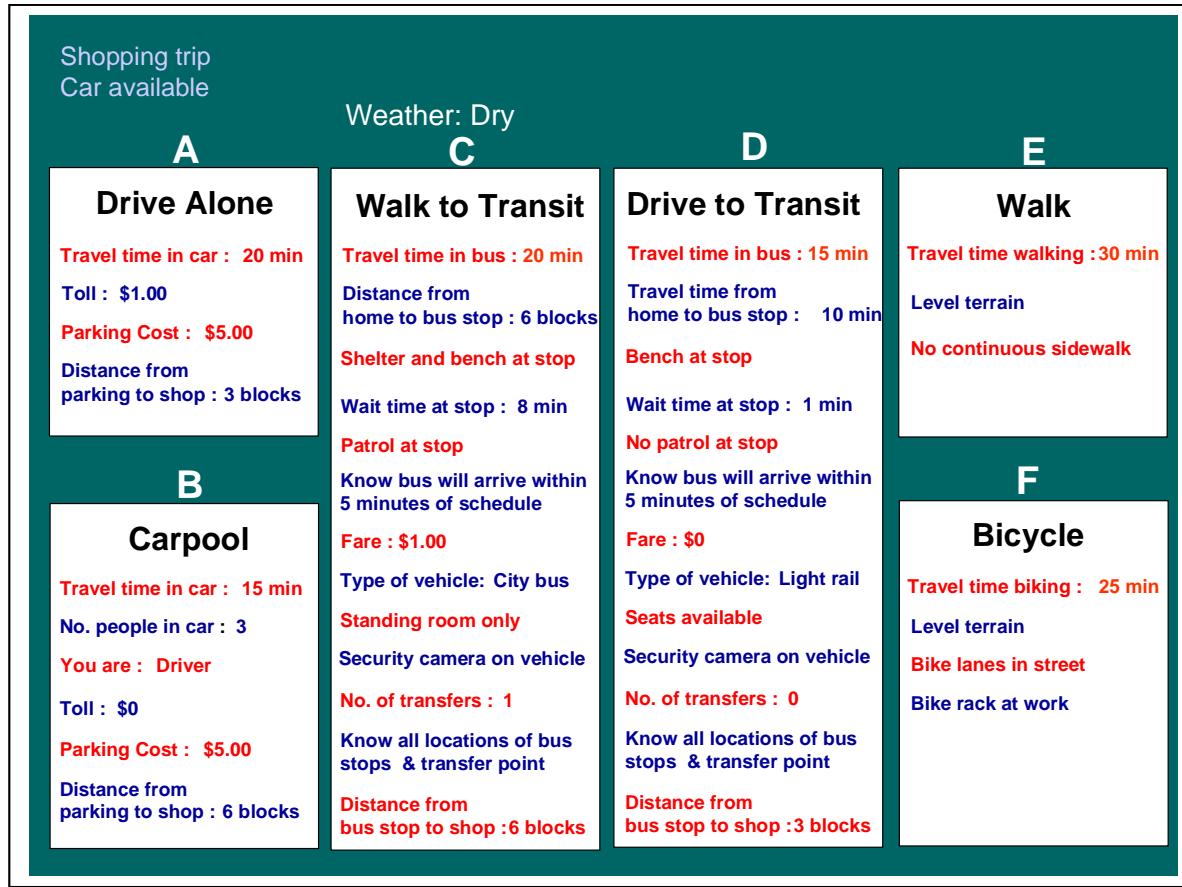 Shopping trip
Car available
Weather: Dry
A
Drive Alone
Travel time in car : 20 min
Toll : $1.00
Parking Cost : $5.00
Distance from
parking to shop : 3 blocks
B
Carpool
Travel time in car : 15 min
No. people in car : 3
You are : Driver
Toll : $0
Parking Cost : $5.00
Distance from
parking to shop : 6 blocks
C
Walk to Transit
Travel time in bus : 20 min
Distance from
home to bus stop : 6 blocks
Shelter and bench at stop
Wait time at stop : 8 min
Patrol at stop
Know bus will arrive within
5 minutes of schedule
Fare : $1.00
Type of vehicle: City bus
Standing room only
Security camera on vehicle
No. of transfers : 1
Know all locations of bus
stops & transfer point
Distance from
bus stop to shop : 6 blocks
D
Drive to Transit
Travel time in bus : 15 min
Travel time from
home to bus stop : 10 min
Bench at stop
Wait time at stop : 1 min
No patrol at stop
Know bus will arrive within
5 minutes of schedule
Fare : $0
Type of vehicle: Light rail
Seats available
Security camera on vehicle
No. of transfers : 0
Know all locations of bus
stops & transfer point
Distance from
bus stop to shop : 3 blocks
E
Walk
Travel time walking : 30 min
Level terrain
No continuous sidewalk
F
Bicycle
Travel time biking : 25 min
Level terrain
Bike lanes in street
Bike rack at work